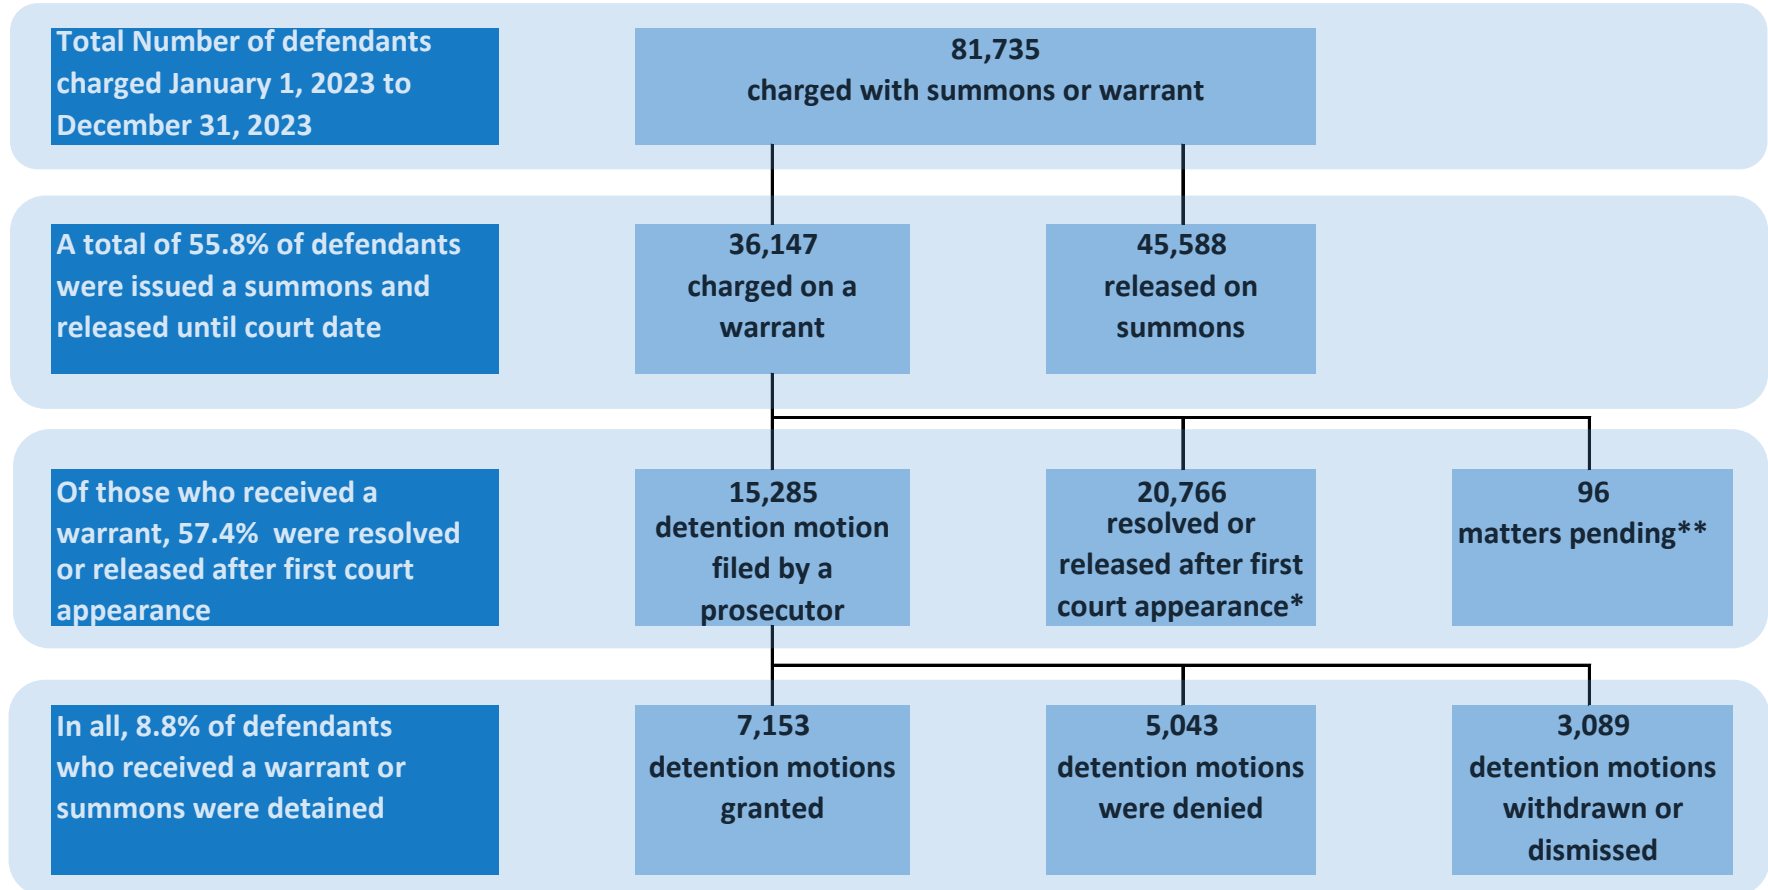 Total Number of defendants
charged January 1, 2023 to
December 31, 2023
81,735
charged with summons or warrant
A total of 55.8% of defendants
were issued a summons and
released until court date
36,147
charged on a
warrant
45,588
released on
summons
Of those who received a
warrant, 57.4% were resolved
or released after first court
appearance
15,285
detention motion
filed by a
prosecutor
20,766
resolved or
released after first
court appearance*
96
matters pending**
In all, 8.8% of defendants
who received a warrant or
summons were detained
7,153
detention motions
granted
5,043
detention motions
were denied
3,089
detention motions
withdrawn or
dismissed